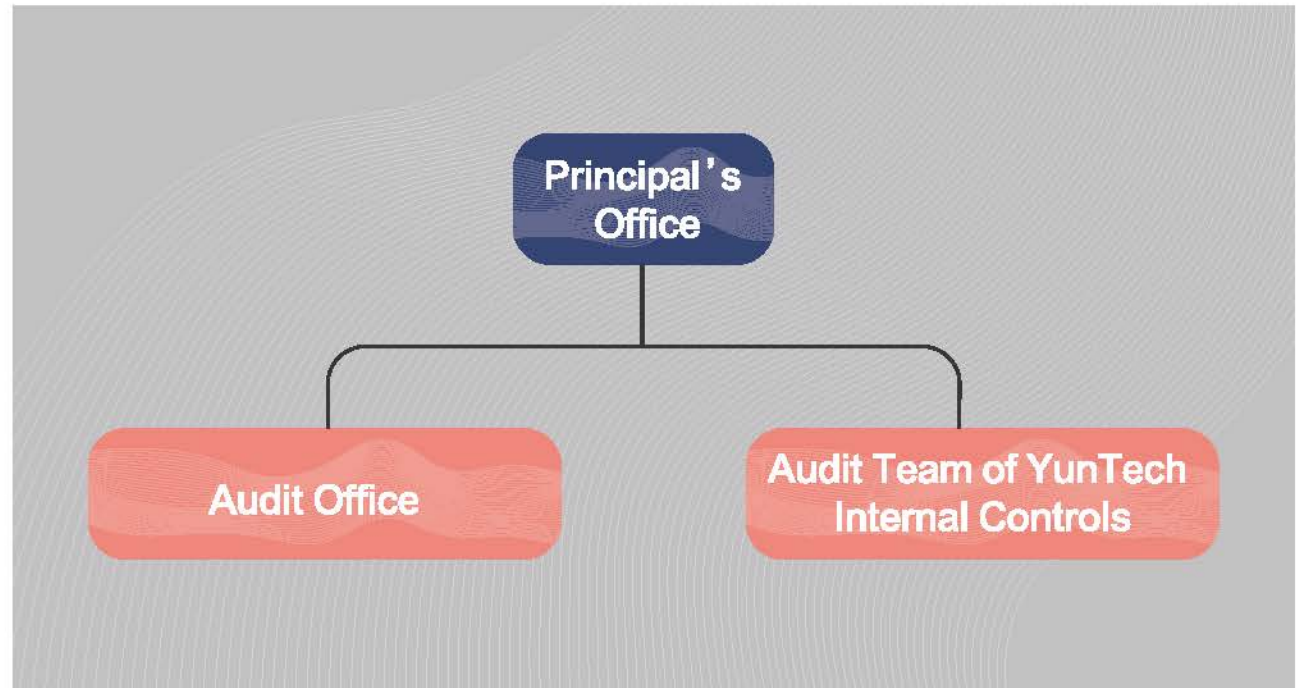 Principal’s
Office
Audit Office
Audit Team of YunTech
Internal Controls